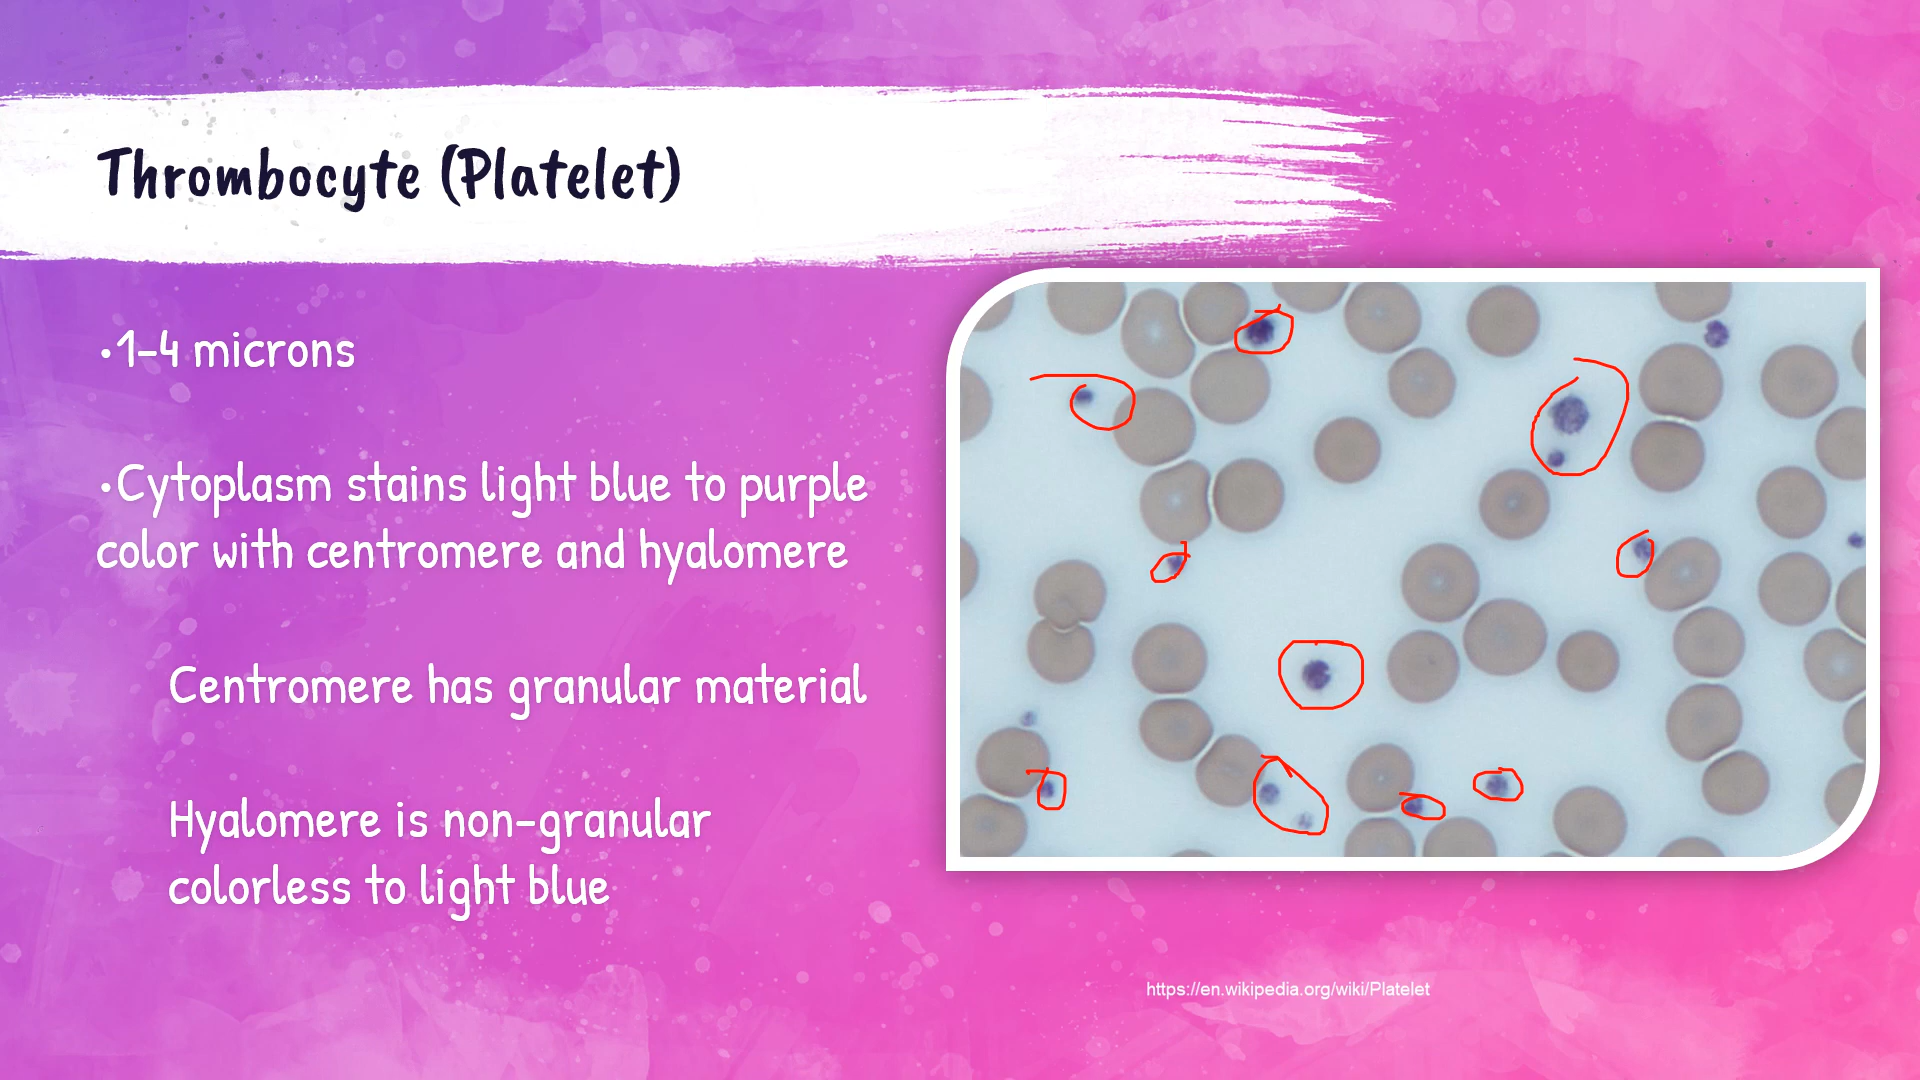 Thrombocyte (Platelet)
•1-4 microns
•Cytoplasm stains light blue to purple
color with centromere and hyalomere
Centromere has granular material
Hyalomere is non-granular
colorless to light blue
https://en.wikipedia.org/wiki/Platelet